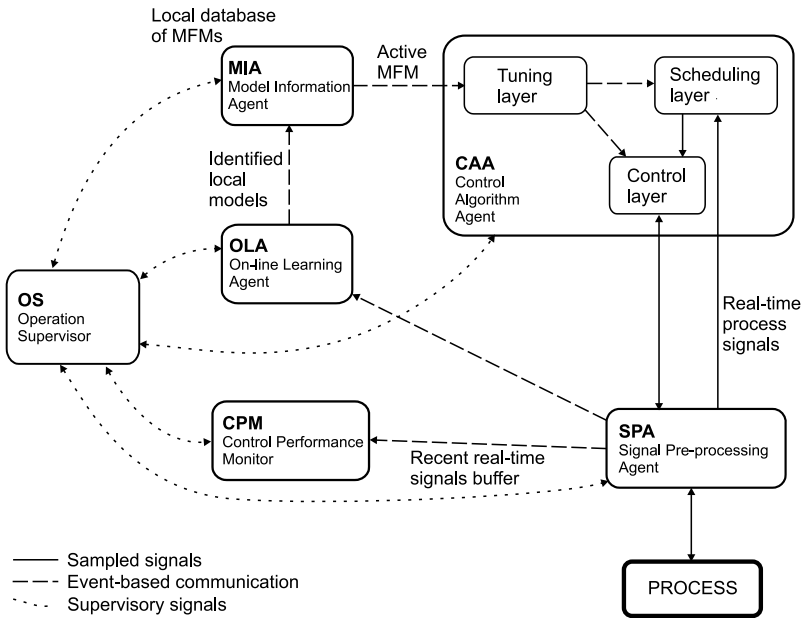 Local database
of MFMs
MIA
Model Information
Agent
Active
MFM
Tuning
layer
Scheduling
layer
CAA
Control
Algorithm
Agent
Control
layer
Identified
local
models
OLA
On-line Learning
Agent
OS
Operation
Supervisor
Real-time
process
signals
CPM
Control Performance
Monitor
Recent real-time
signals buffer
SPA
Signal Pre-processing
Agent
PROCESS
Sampled signals
Event-based communication
Supervisory signals